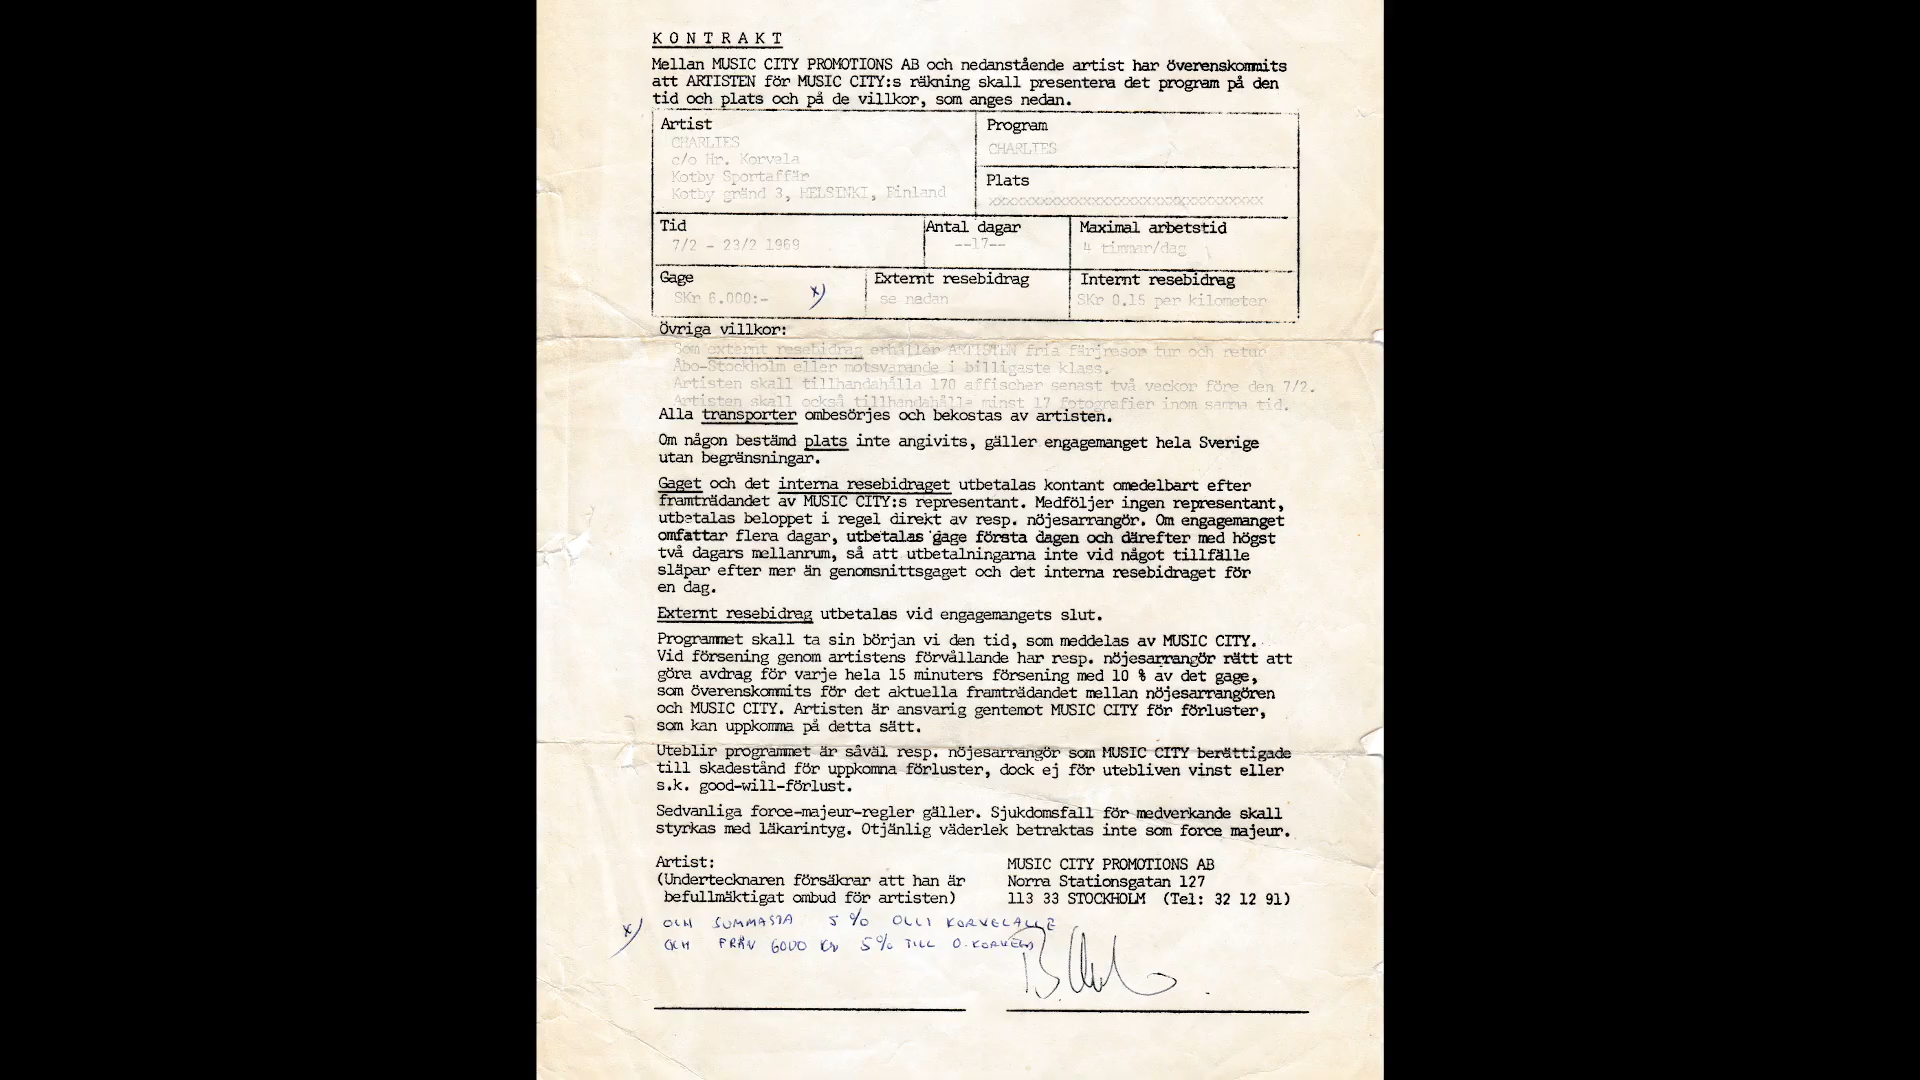 KONTRAKT
Mellan MUSIC CITY PROMOTIONS AB och nedanstående artist har överenskommits
att ARTISTEN för MUSIC CITY:s räkning skall presentera det program på den
tid och plats och på de villkor, som anges nedan.
Artist
CHARLIES
c/o Hr. Korvela
Kotby Sportaffär
Kotby gränd 3, HELSINKI, Finland
Program
CHARLIES
Plats
xxxxxxxxxxxxxxxxxxxxxxxxxxxxxxxxxxx
Tid
7/2 - 23/2 1969
Antal dagar
--17--
Maximal arbetstid
4 timmar/dag
Gage
SKr 6.000:- x)
Externt resebidrag
se nedan
Internt resebidrag
SKr 0.15 per kilometer
Övriga villkor:
Som externt resebidrag erhåller ARTISTEN fria färjresor tur och retur
Åbo-Stockholm eller motsvarande i billigaste klass.
Artisten skall tillhandahålla 170 affischer senast två veckor före den 7/2.
Artisten skall också tillhandahålla minst 17 fotografier inom samma tid.
Alla transporter ombesörjes och bekostas av artisten.
Om någon bestämd plats inte angivits, gäller engagemanget hela Sverige
utan begränsningar.
Gaget och det interna resebidraget utbetalas kontant omedelbart efter
framträdandet av MUSIC CITY:s representant. Medföljer ingen representant,
utbetalas beloppet i regel direkt av resp. nöjesarrangör. Om engagemanget
omfattar flera dagar, utbetalas gage första dagen och därefter med högst
två dagars mellanrum, så att utbetalningarna inte vid något tillfälle
släpar efter mer än genomsnittsgaget och det interna resebidraget för
en dag.
Externt resebidrag utbetalas vid engagemangets slut.
Programmet skall ta sin början vi den tid, som meddelas av MUSIC CITY.
Vid försening genom artistens förvållande har resp. nöjesarrangör rätt att
göra avdrag för varje hela 15 minuters försening med 10 % av det gage,
som överenskommits för det aktuella framträdandet mellan nöjesarrangören
och MUSIC CITY. Artisten är ansvarig gentemot MUSIC CITY för förluster,
som kan uppkomma på detta sätt.
Uteblir programmet är såväl resp. nöjesarrangör som MUSIC CITY berättigade
till skadestånd för uppkomna förluster, dock ej för utebliven vinst eller
s.k. good-will-förlust.
Sedvanliga force-majeur-regler gäller. Sjukdomsfall för medverkande skall
styrkas med läkarintyg. Otjänlig väderlek betraktas inte som force majeur.
Artist:
(Undertecknaren försäkrar att han är
befullmäktigat ombud för artisten)
MUSIC CITY PROMOTIONS AB
Norra Stationsgatan 127
113 33 STOCKHOLM (Tel: 32 12 91)
x) SUMMASTA 5 % OLLI KORVELALLE
OCH FRÅN 6000 Kr 5% TILL O. KORVELA